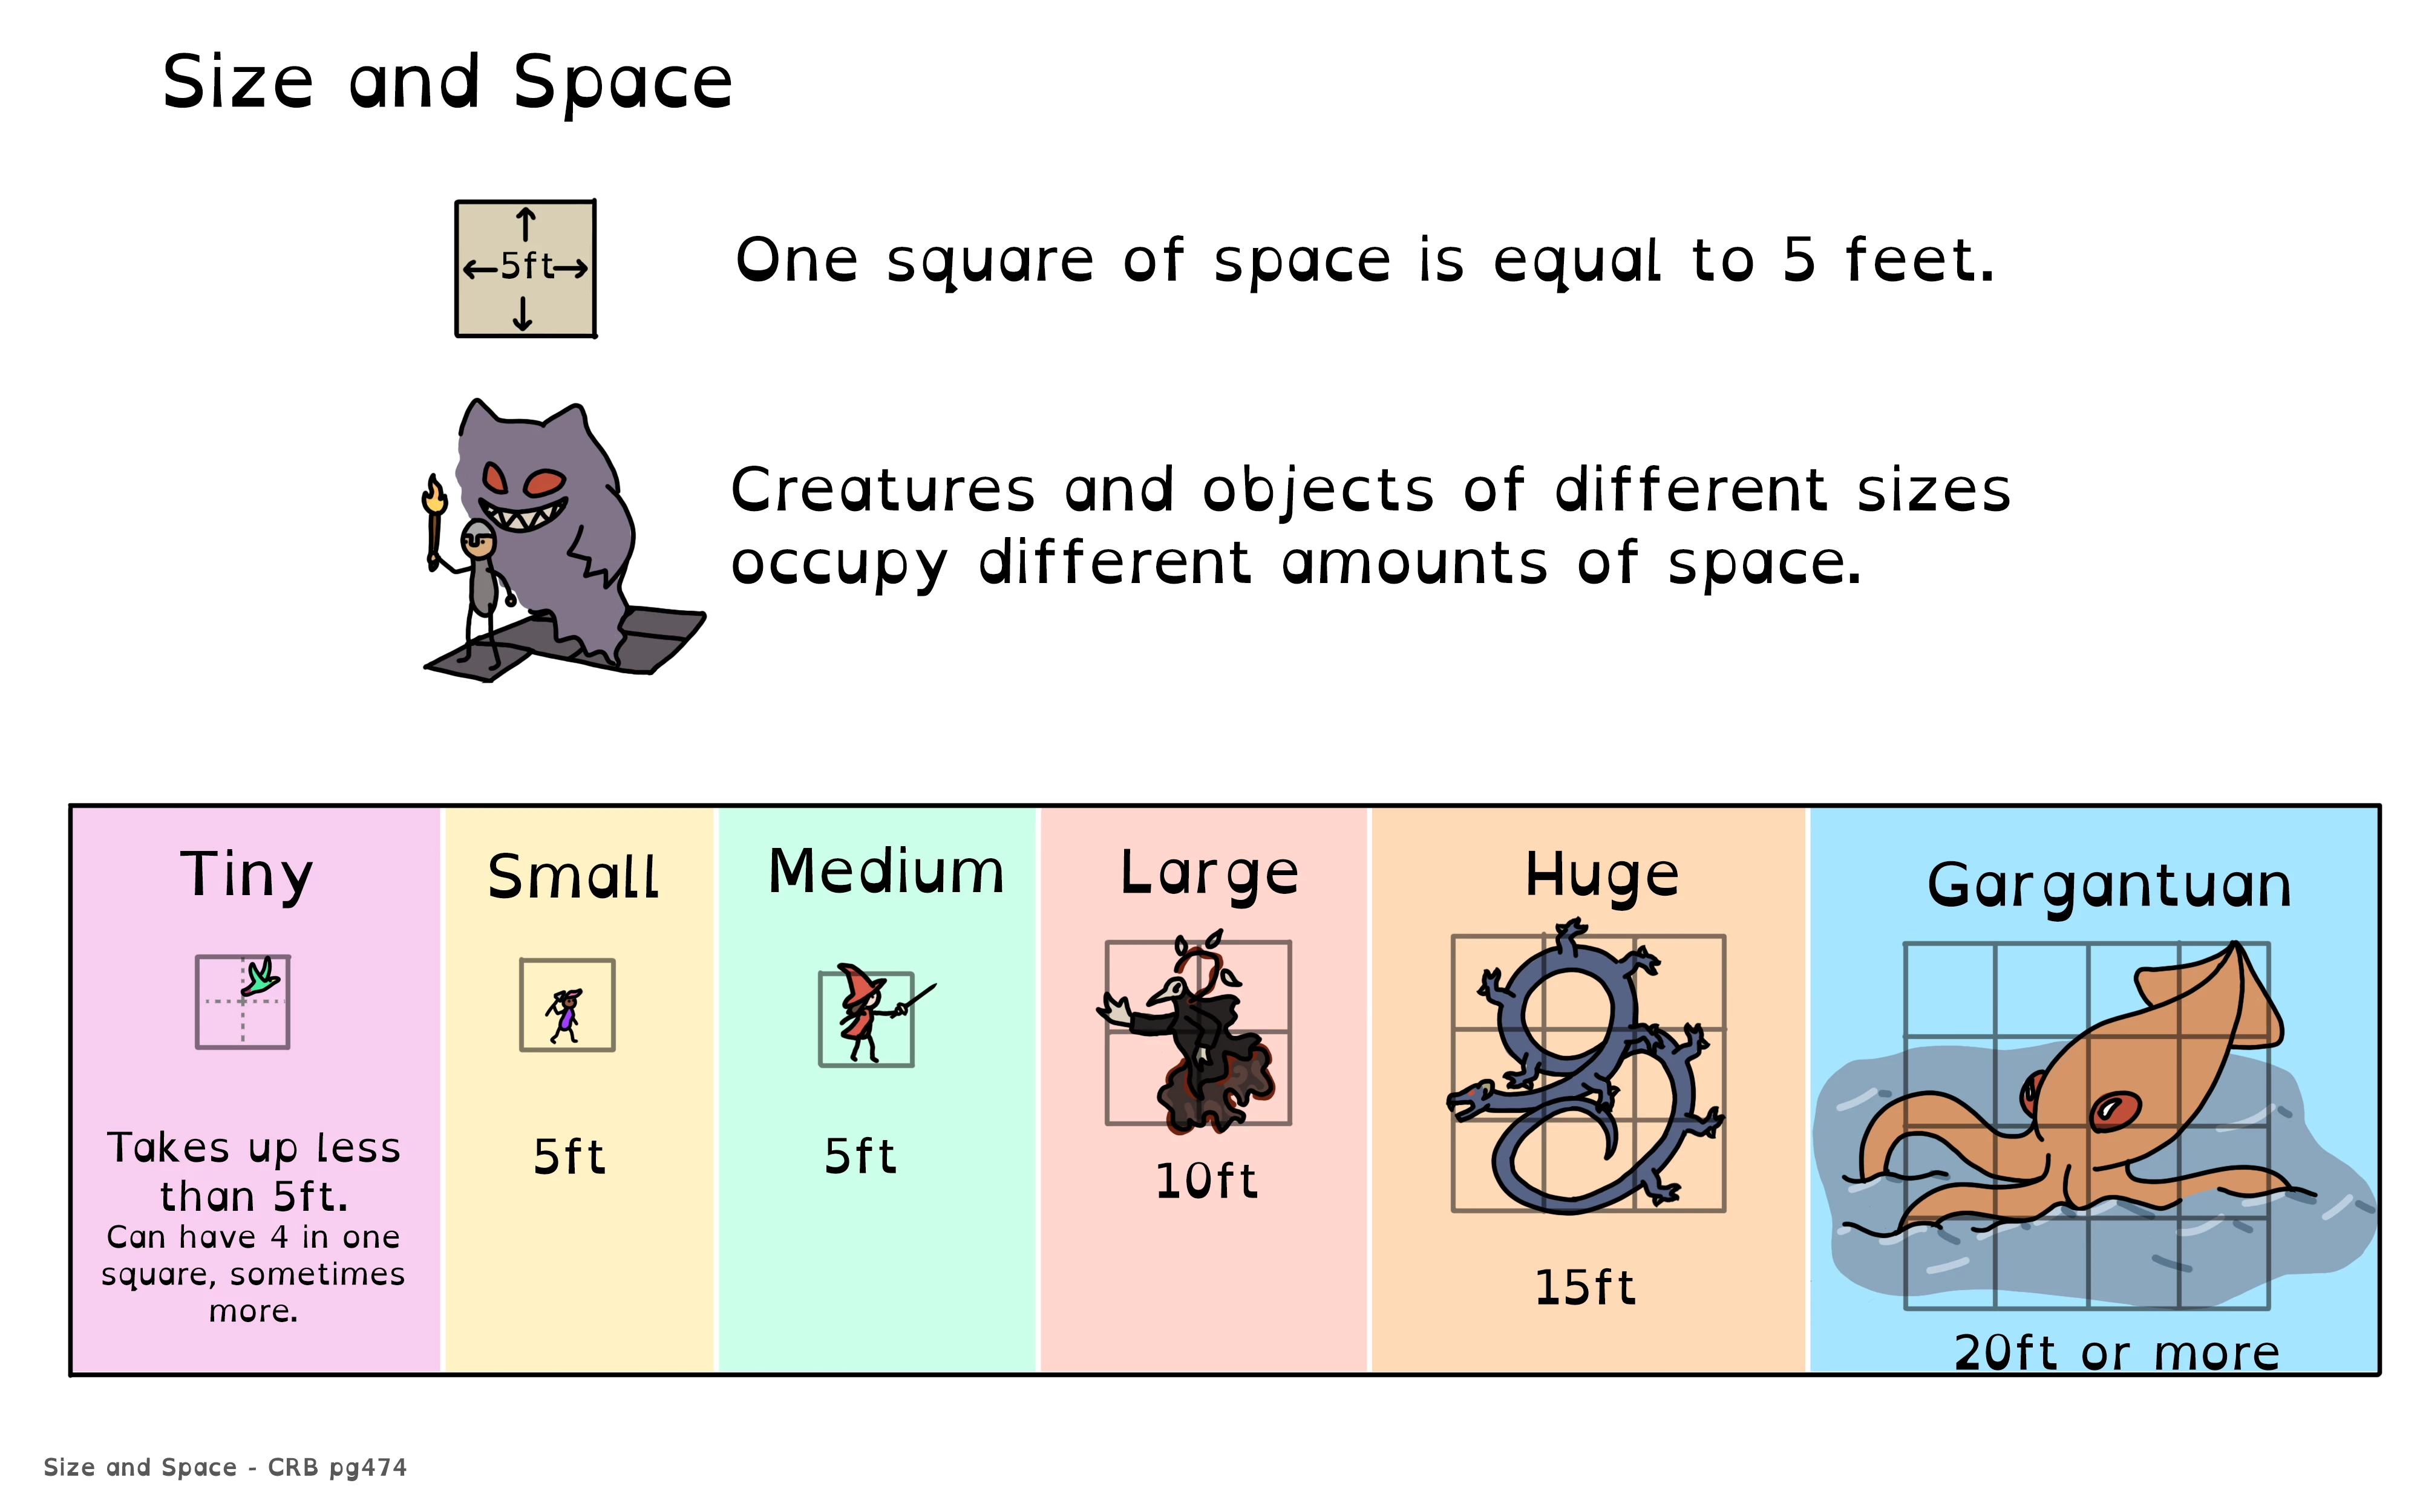 Size and Space
5ft
One square of space is equal to 5 feet.
Creatures and objects of different sizes
occupy different amounts of space.
Tiny
Takes up less
than 5ft.
Can have 4 in one
square, sometimes
more.
Small
5ft
Medium
5ft
Large
10ft
Huge
15ft
Gargantuan
20ft or more
Size and Space - CRB pg474